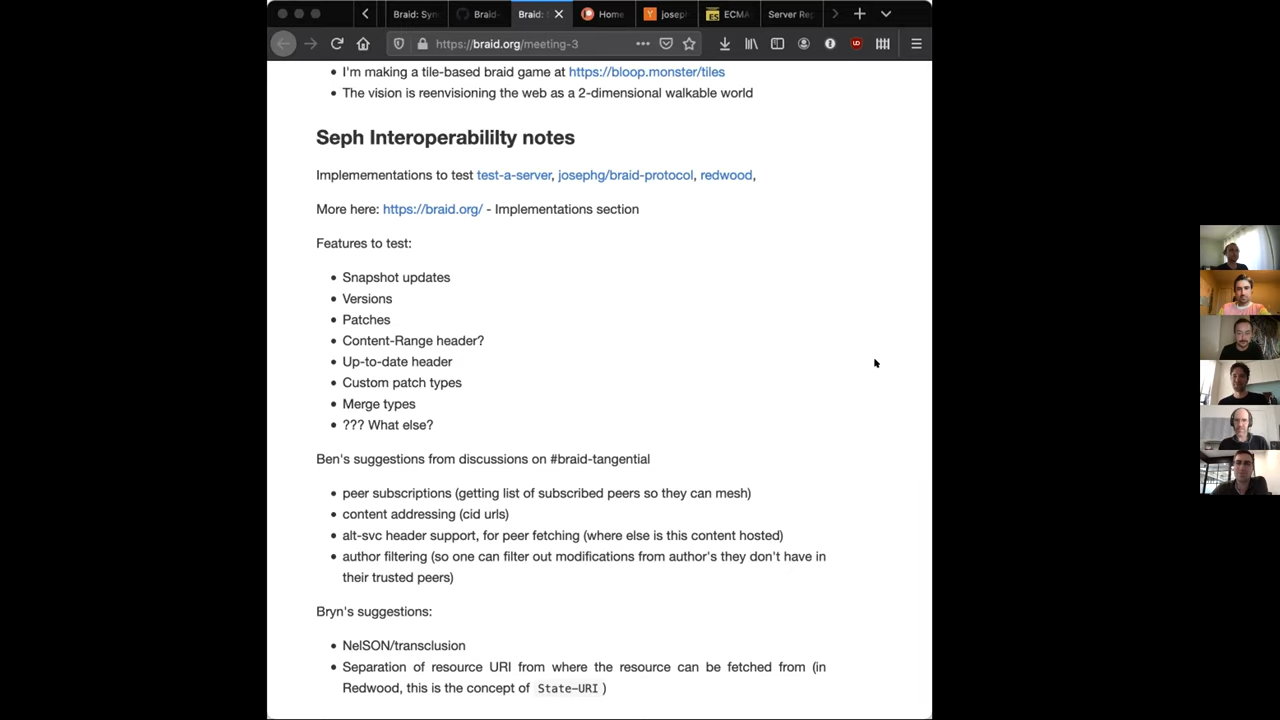 Braid: Syn
Braid-
Braid:
Home
josep
ECMA
Server Re
https://braid.org/meeting-3
• I'm making a tile-based braid game at https://bloop.monster/tiles
• The vision is reenvisioning the web as a 2-dimensional walkable world
Seph Interoperabililty notes
Implemementations to test test-a-server, josephg/braid-protocol, redwood,
More here: https://braid.org/ - Implementations section
Features to test:
• Snapshot updates
• Versions
• Patches
• Content-Range header?
• Up-to-date header
• Custom patch types
• Merge types
• ??? What else?
Ben's suggestions from discussions on #braid-tangential
• peer subscriptions (getting list of subscribed peers so they can mesh)
• content addressing (cid urls)
• alt-svc header support, for peer fetching (where else is this content hosted)
• author filtering (so one can filter out modifications from author's they don't have in
their trusted peers)
Bryn's suggestions:
• NelSON/transclusion
• Separation of resource URI from where the resource can be fetched from (in
Redwood, this is the concept of State-URI )